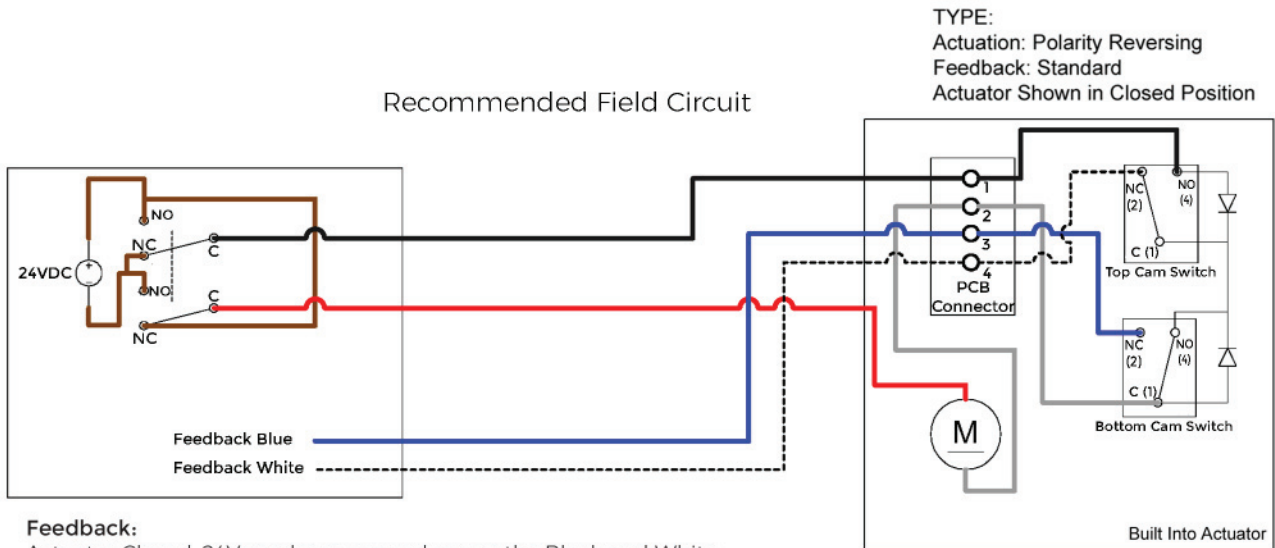 TYPE:
Actuation: Polarity Reversing
Feedback: Standard
Actuator Shown in Closed Position
Recommended Field Circuit
NO
NC
C
24VDC
+
–
NO
C
NC
1
2
3
4
PCB
Connector
NC
(2)
NO
(4)
C (1)
Top Cam Switch
NC
(2)
NO
(4)
C (1)
Bottom Cam Switch
M
Feedback Blue
Feedback White
Built Into Actuator
Feedback: